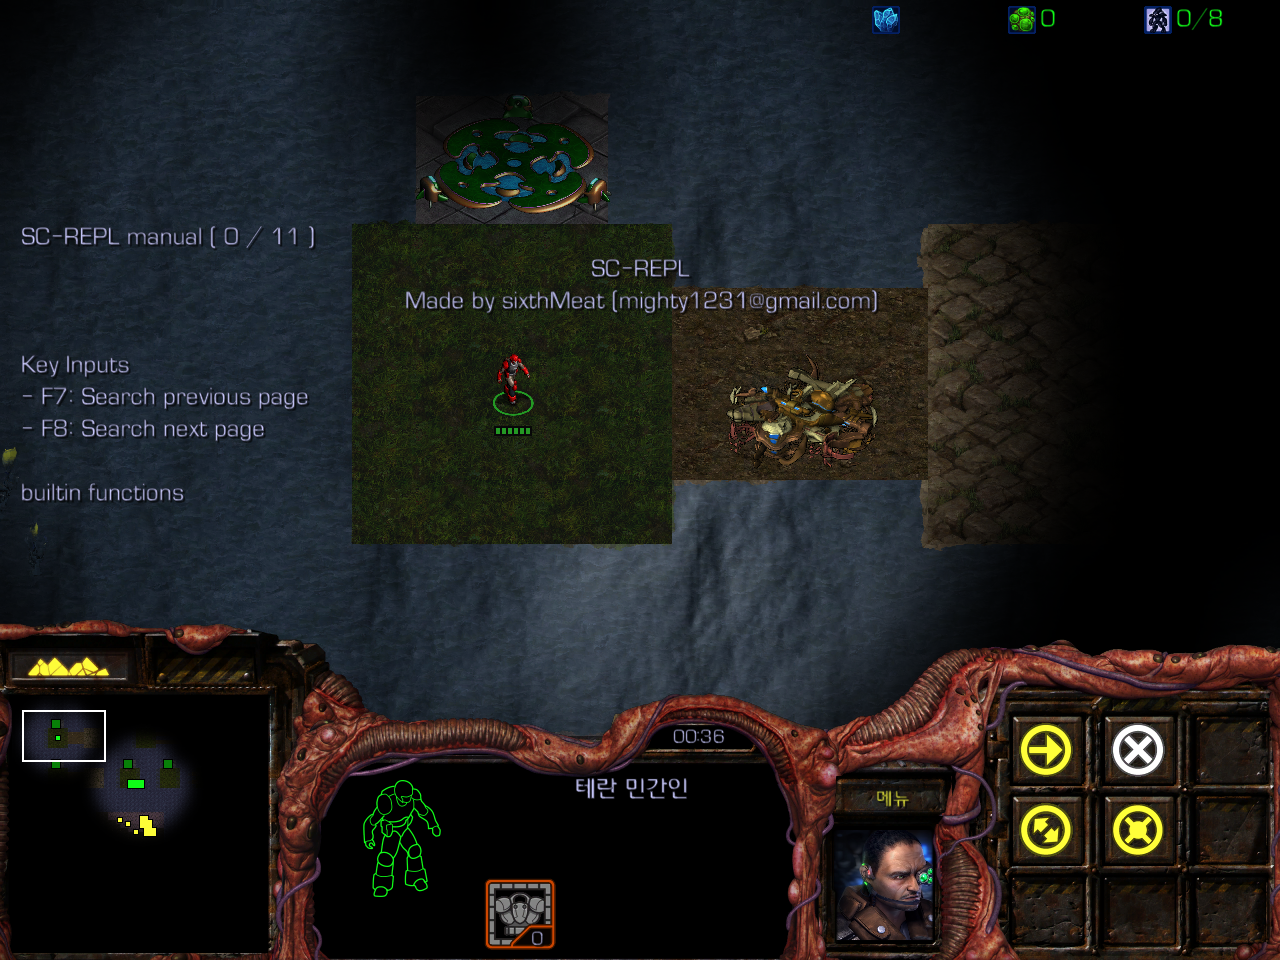 0
0/8
SC-REPL manual ( 0 / 11 )
SC-REPL
Made by sixthMeat (mighty1231@gmail.com)
Key Inputs
- F7: Search previous page
- F8: Search next page
builtin functions
00:36
테란 민간인
메뉴
0